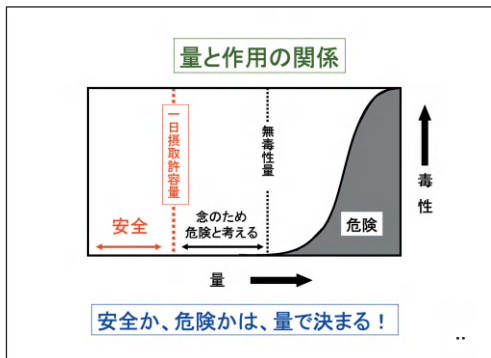 量と作用の関係
一日摂取許容量
無毒性量
毒性
安全
念のため
危険と考える
危険
量
安全か、危険かは、量で決まる！
..